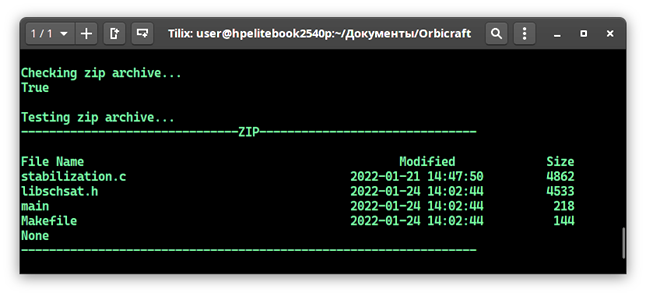 1 / 1
Tilix: user@hpelitebook2540p:~/Документы/Orbicraft
Checking zip archive...
True
Testing zip archive...
-------------------------------ZIP-------------------------------
File Name Modified Size
stabilization.c 2022-01-21 14:47:50 4862
libschsat.h 2022-01-24 14:02:44 4533
main 2022-01-24 14:02:44 218
Makefile 2022-01-24 14:02:44 144
None
-----------------------------------------------------------------